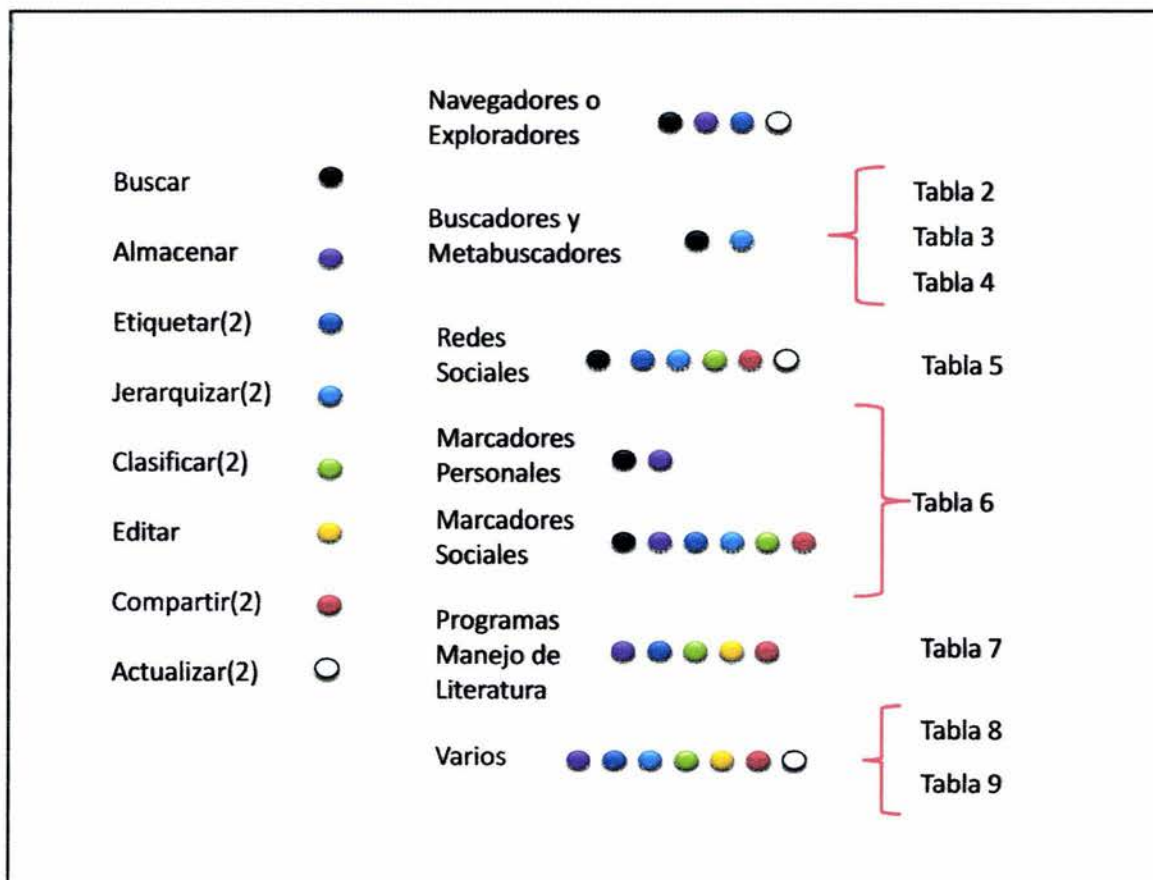 Buscar
Almacenar
Etiquetar(2)
Jerarquizar(2)
Clasificar(2)
Editar
Compartir(2)
Actualizar(2)
Navegadores o
Exploradores
Buscadores y
Metabuscadores
Tabla 2
Tabla 3
Tabla 4
Redes
Sociales
Tabla 5
Marcadores
Personales
Marcadores
Sociales
Tabla 6
Programas
Manejo de
Literatura
Tabla 7
Varios
Tabla 8
Tabla 9